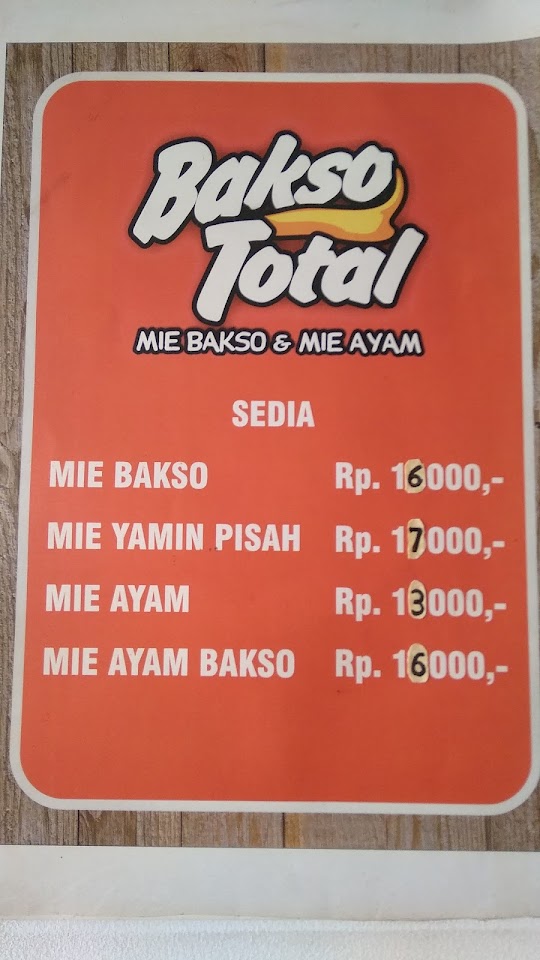 Bakso
Total
MIE BAKSO & MIE AYAM
SEDIA
MIE BAKSO Rp. 16000,-
MIE YAMIN PISAH Rp. 17000,-
MIE AYAM Rp. 13000,-
MIE AYAM BAKSO Rp. 16000,-